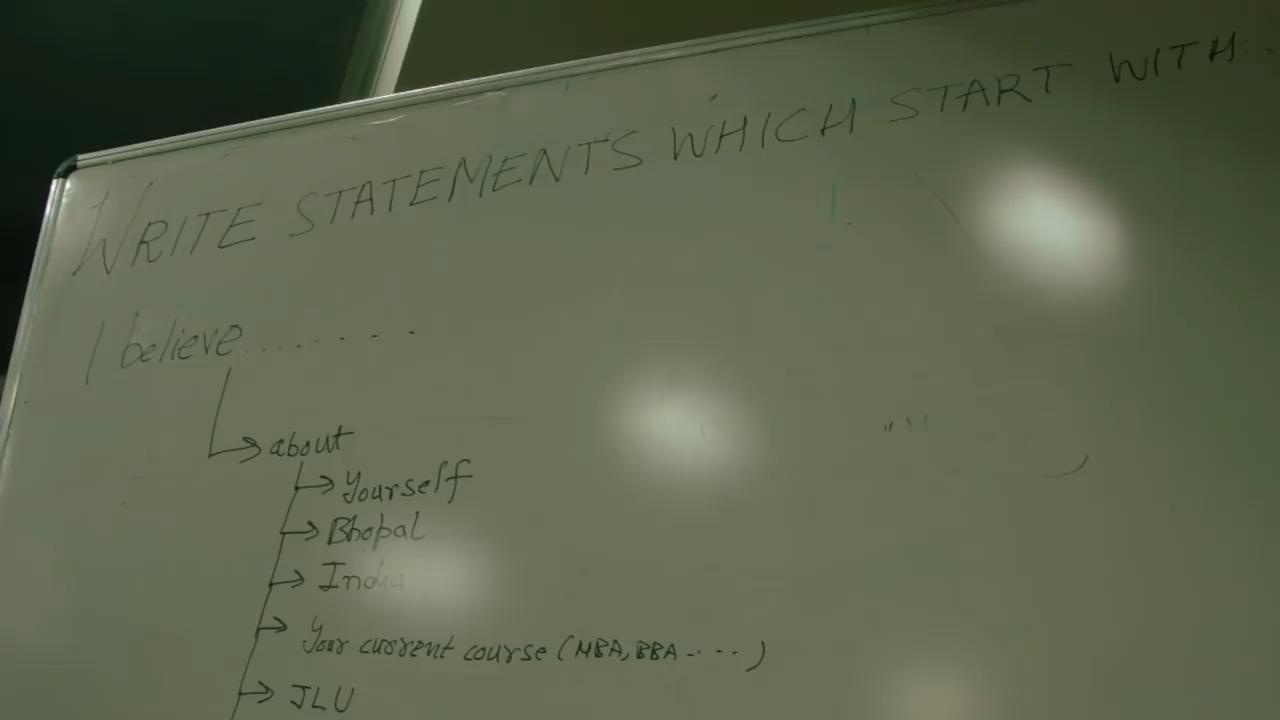 WRITE STATEMENTS WHICH START WITH
I believe........
about
Yourself
Bhopal
India
Your current course (MBA, BBA -....)
JLU